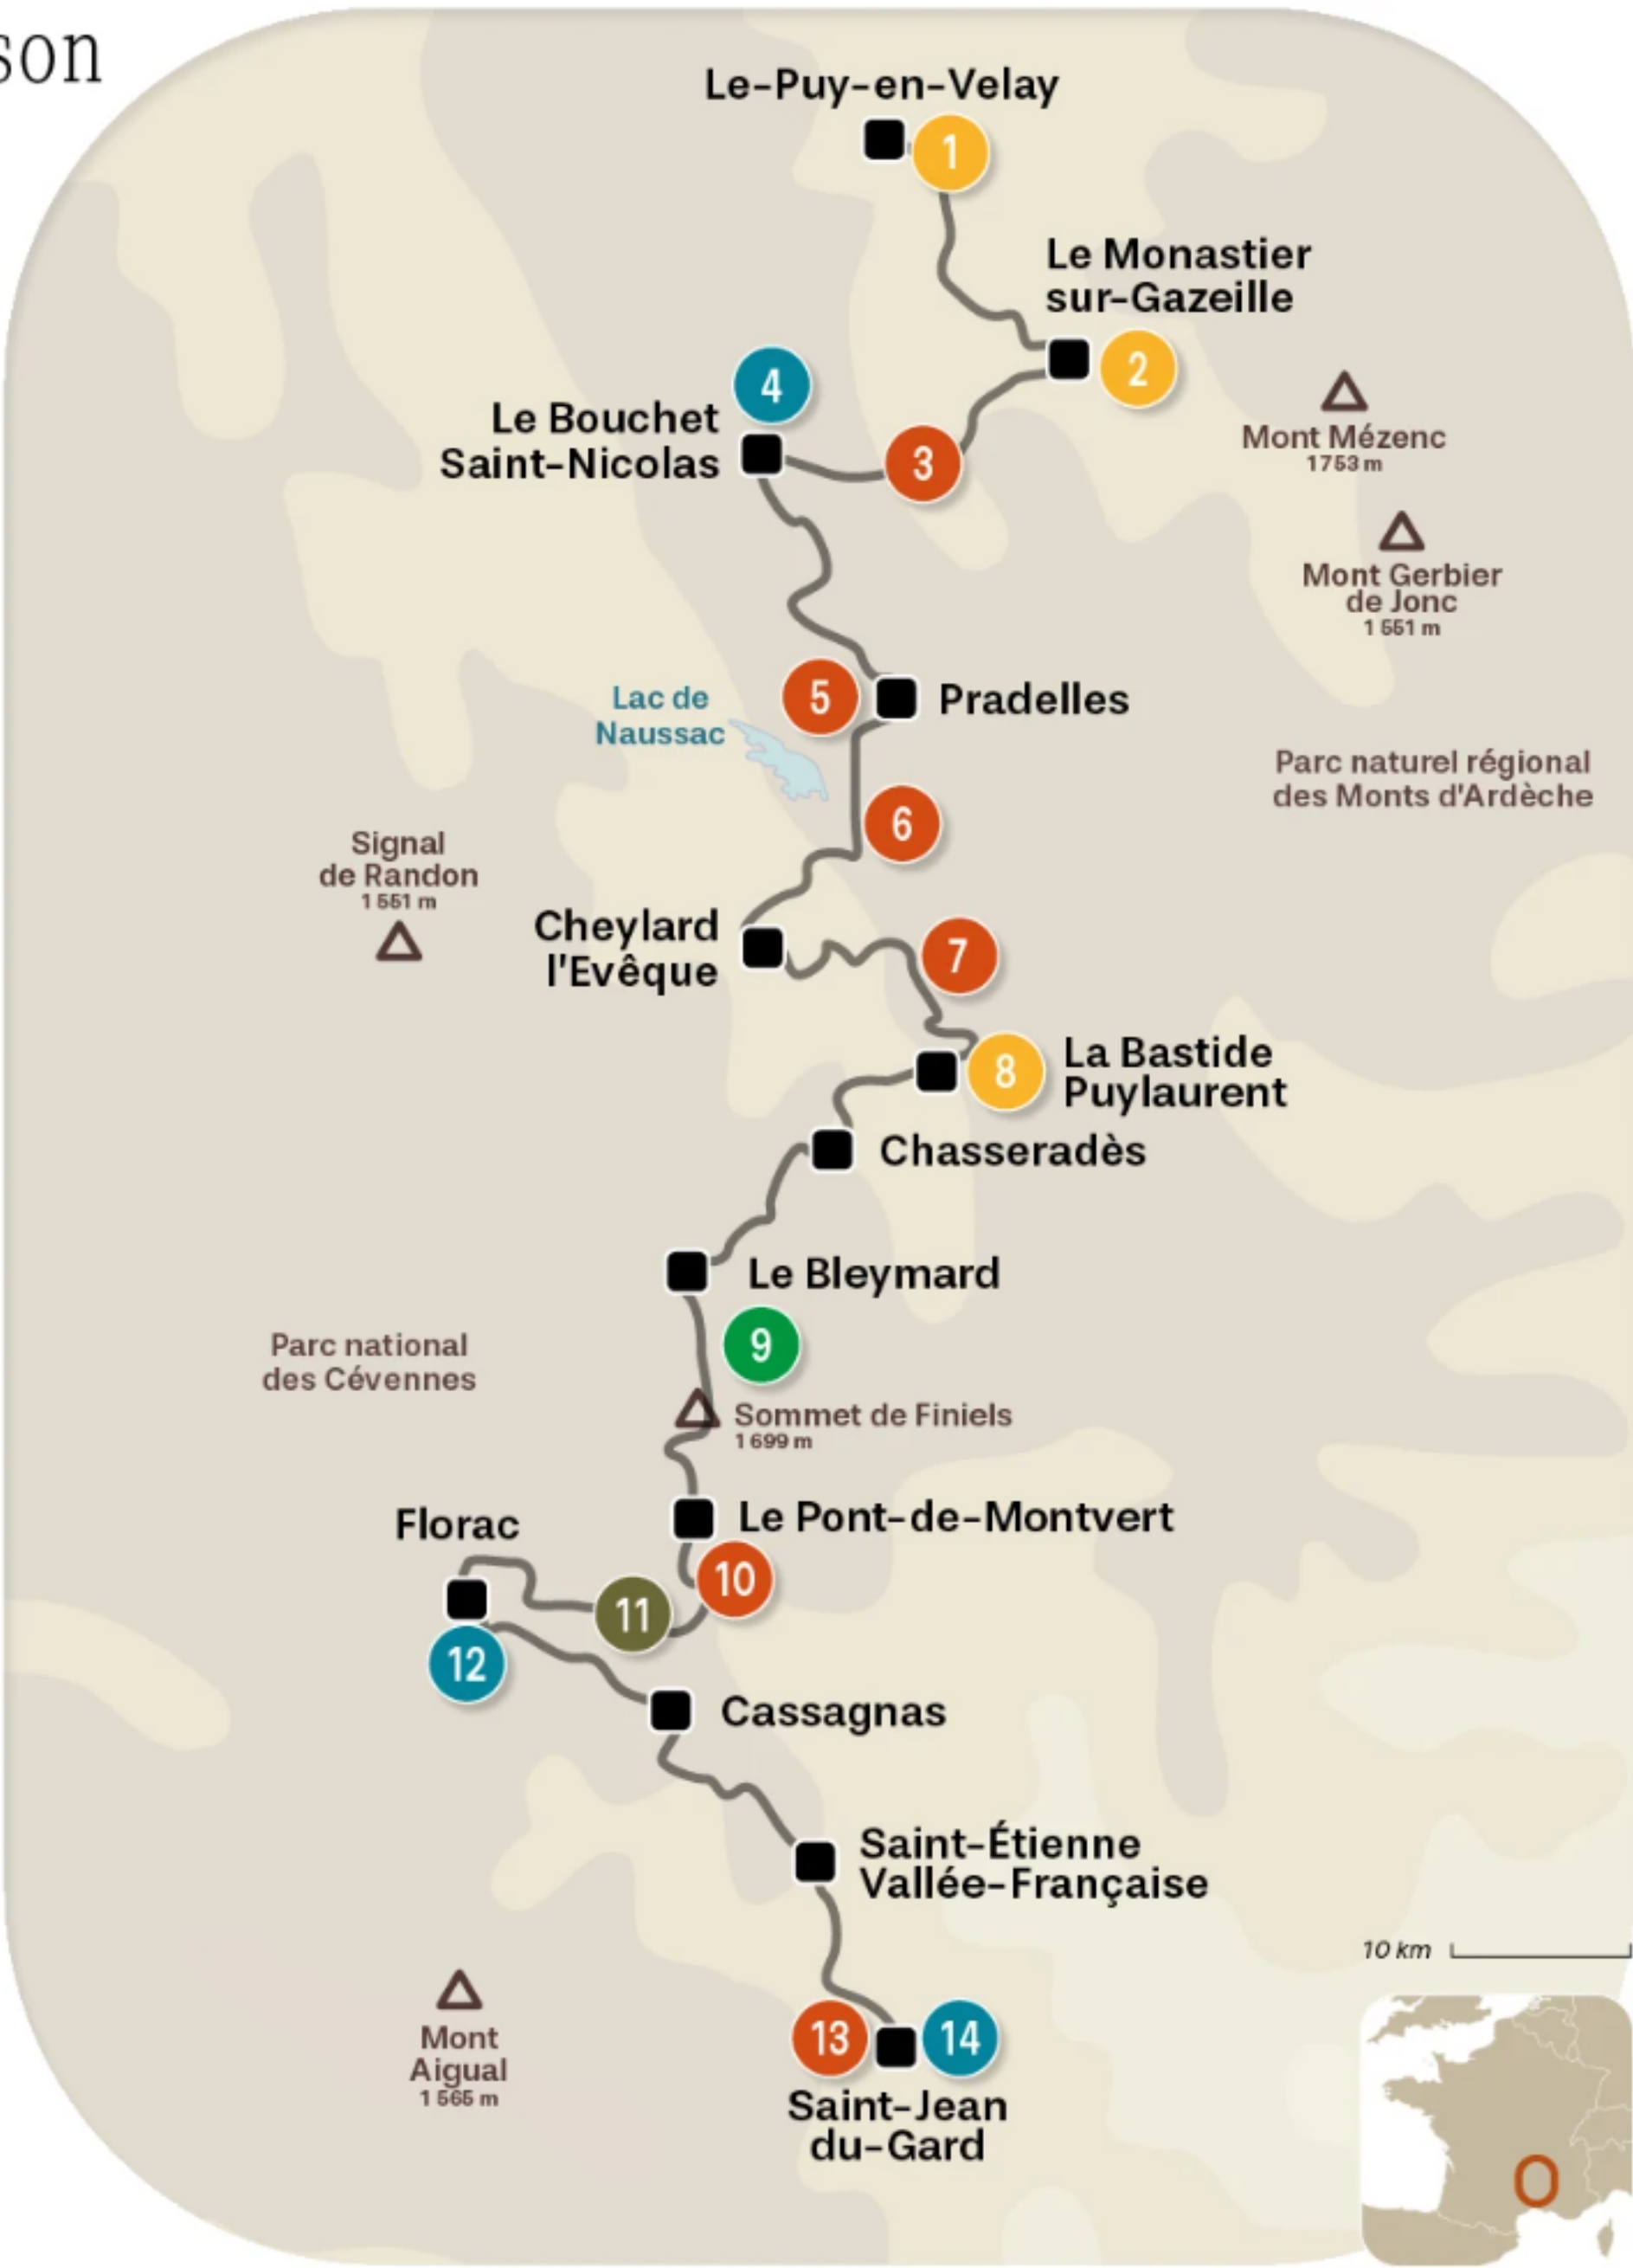 son
Le-Puy-en-Velay
1
Le Monastier
sur-Gazeille
2
4
Le Bouchet
Saint-Nicolas
3
Mont Mézenc
1753 m
Mont Gerbier
de Jonc
1 551 m
5
Pradelles
Lac de
Naussac
Parc naturel régional
des Monts d'Ardèche
6
Signal
de Randon
1 551 m
Cheylard
l'Evêque
7
8
La Bastide
Puylaurent
Chasseradès
Le Bleymard
9
Parc national
des Cévennes
Sommet de Finiels
1 699 m
Le Pont-de-Montvert
Florac
10
11
12
Cassagnas
Saint-Étienne
Vallée-Française
10 km
Mont
Aigual
1 565 m
13
14
Saint-Jean
du-Gard